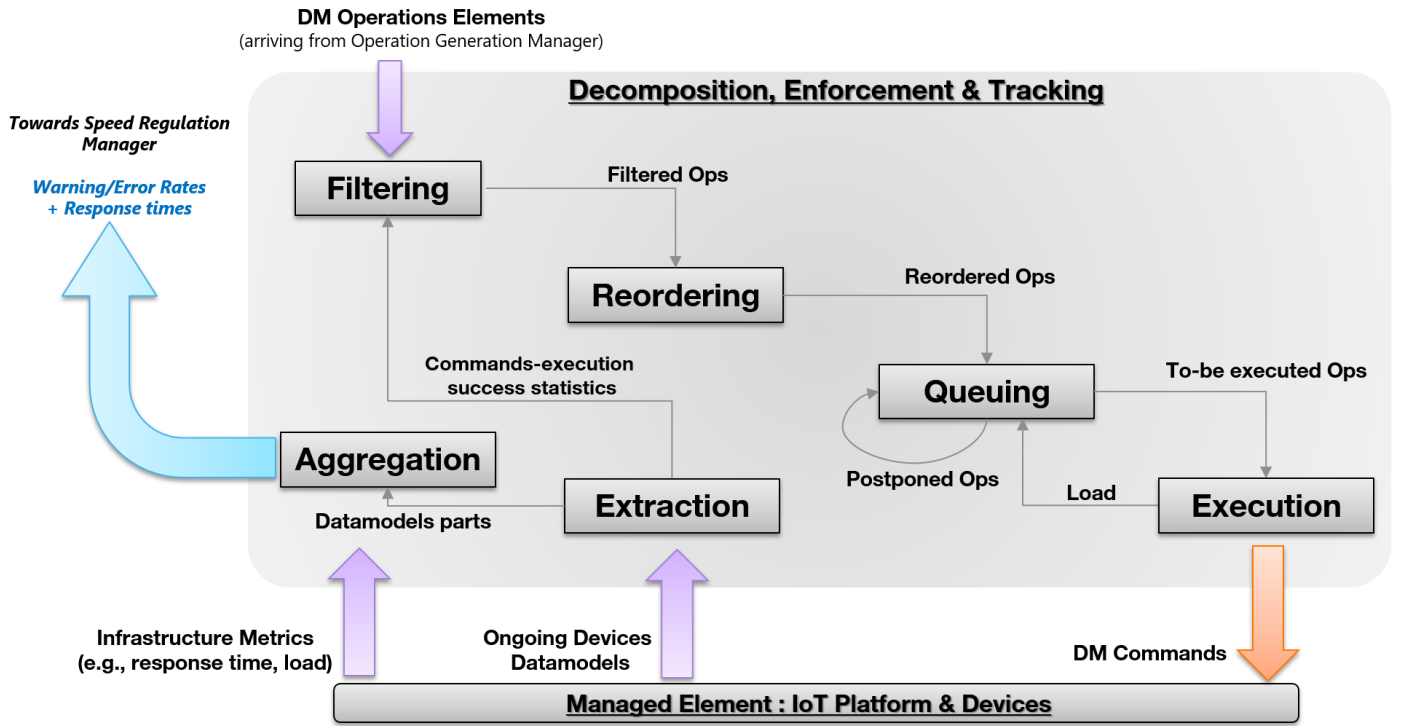 DM Operations Elements
(arriving from Operation Generation Manager)
Decomposition, Enforcement & Tracking
Towards Speed Regulation
Manager
Warning/Error Rates
+ Response times
Filtering
Filtered Ops
Reordering
Reordered Ops
Commands-execution
success statistics
Queuing
To-be executed Ops
Postponed Ops
Aggregation
Extraction
Load
Execution
Datamodels parts
Infrastructure Metrics
(e.g., response time, load)
Ongoing Devices
Datamodels
DM Commands
Managed Element : IoT Platform & Devices